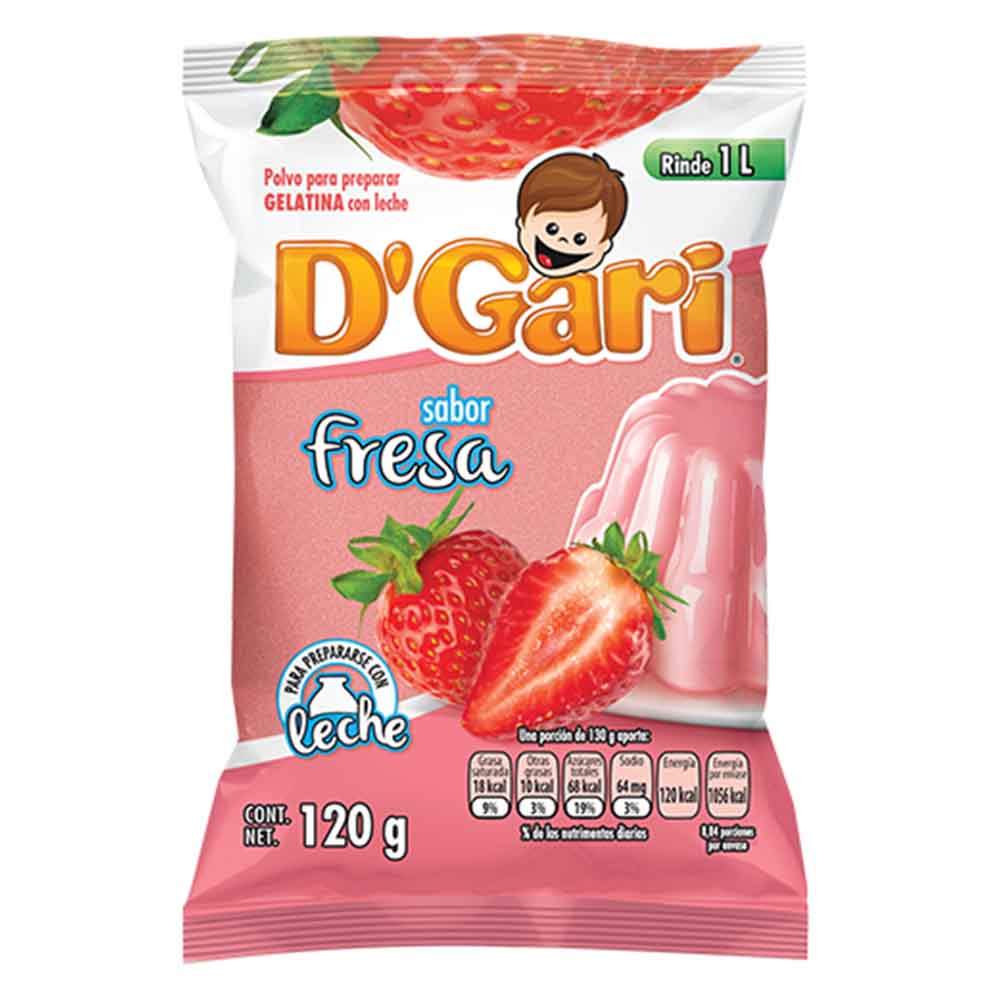 Polvo para preparar
GELATINA con leche
Rinde 1 L
D'Gari
®
sabor
fresa
PARA PREPARARSE CON
leche
Una porción de 130 g aporta:
Grasa saturada 18 kcal 9%
Otras grasas 10 kcal 3%
Azúcares totales 68 kcal 19%
Sodio 64 mg 3%
Energía 120 kcal
Energía por envase 1056 kcal
% de los nutrimentos diarios
8,84 porciones
por envase
CONT. NET. 120 g